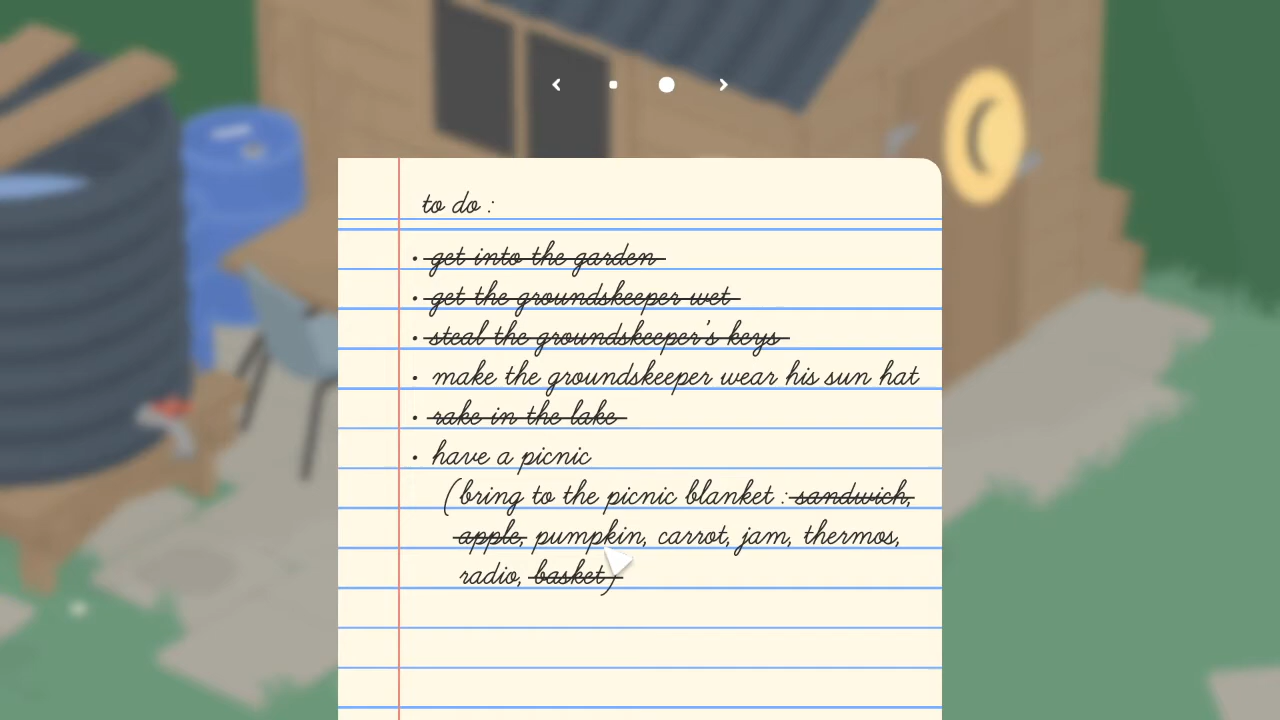 to do :
• get into the garden
• get the groundskeeper wet
• steal the groundskeeper's keys
• make the groundskeeper wear his sun hat
• rake in the lake
• have a picnic
(bring to the picnic blanket : sandwich,
apple, pumpkin, carrot, jam, thermos,
radio, basket)